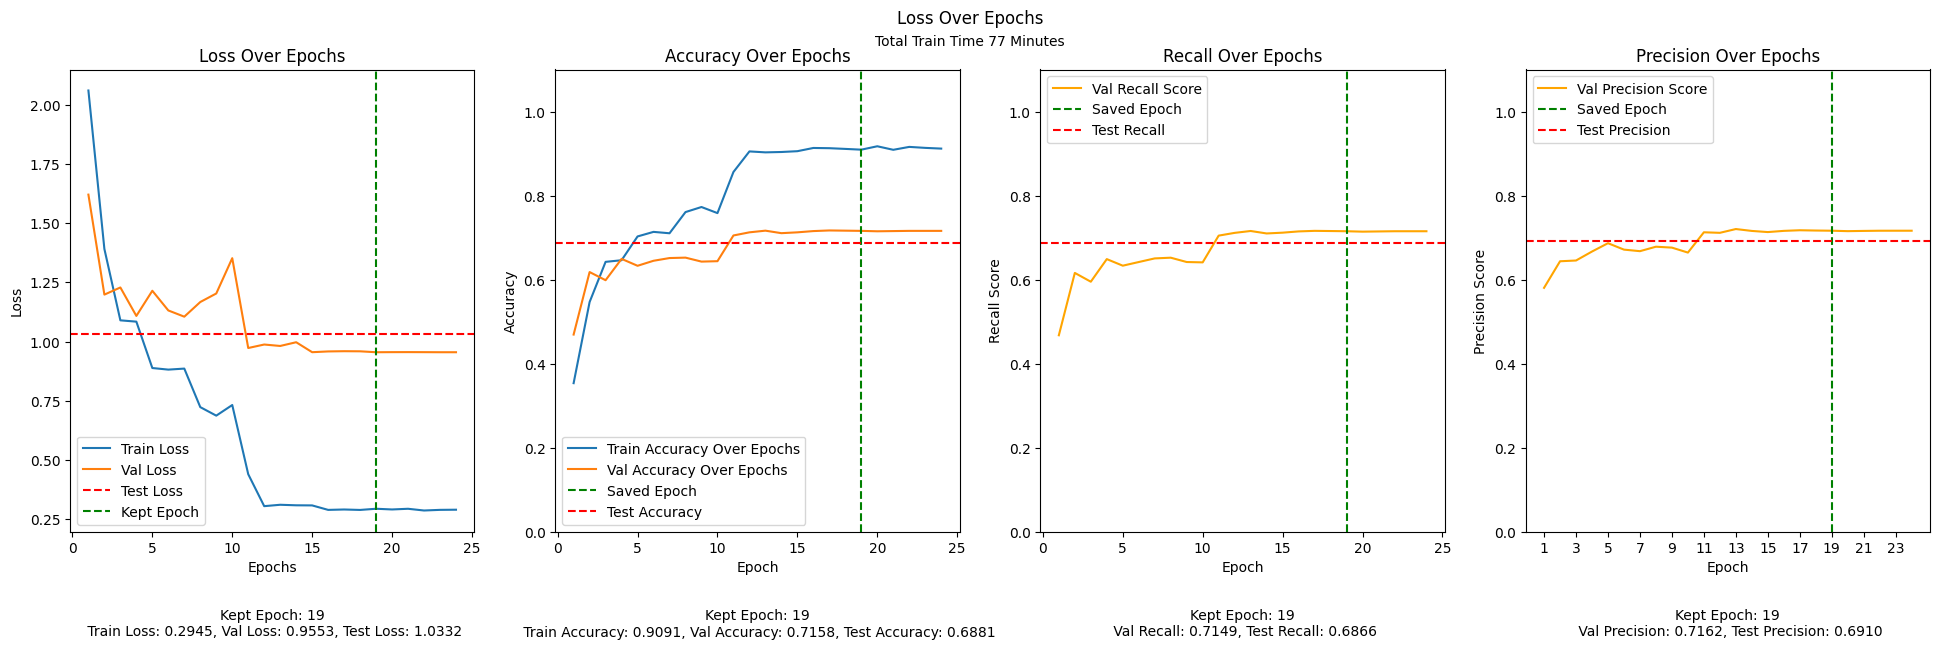 Loss Over Epochs
Total Train Time 77 Minutes
Loss Over Epochs
Loss
2.00
1.75
1.50
1.25
1.00
0.75
0.50
0.25
Train Loss
Val Loss
Test Loss
Kept Epoch
0 5 10 15 20 25
Epochs
Kept Epoch: 19
Train Loss: 0.2945, Val Loss: 0.9553, Test Loss: 1.0332
Accuracy Over Epochs
Accuracy
1.0
0.8
0.6
0.4
0.2
0.0
Train Accuracy Over Epochs
Val Accuracy Over Epochs
Saved Epoch
Test Accuracy
0 5 10 15 20 25
Epoch
Kept Epoch: 19
Train Accuracy: 0.9091, Val Accuracy: 0.7158, Test Accuracy: 0.6881
Recall Over Epochs
Recall Score
Val Recall Score
Saved Epoch
Test Recall
1.0
0.8
0.6
0.4
0.2
0.0
0 5 10 15 20 25
Epoch
Kept Epoch: 19
Val Recall: 0.7149, Test Recall: 0.6866
Precision Over Epochs
Precision Score
Val Precision Score
Saved Epoch
Test Precision
1.0
0.8
0.6
0.4
0.2
0.0
1 3 5 7 9 11 13 15 17 19 21 23
Epoch
Kept Epoch: 19
Val Precision: 0.7162, Test Precision: 0.6910